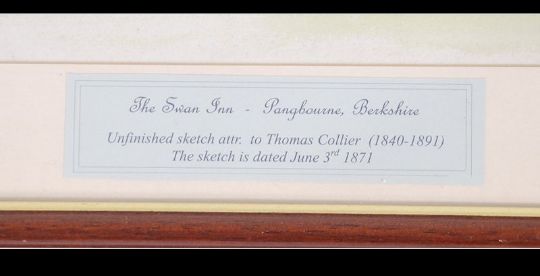 The Swan Inn - Pangbourne, Berkshire
Unfinished sketch attr. to Thomas Collier (1840-1891)
The sketch is dated June 3rd 1871